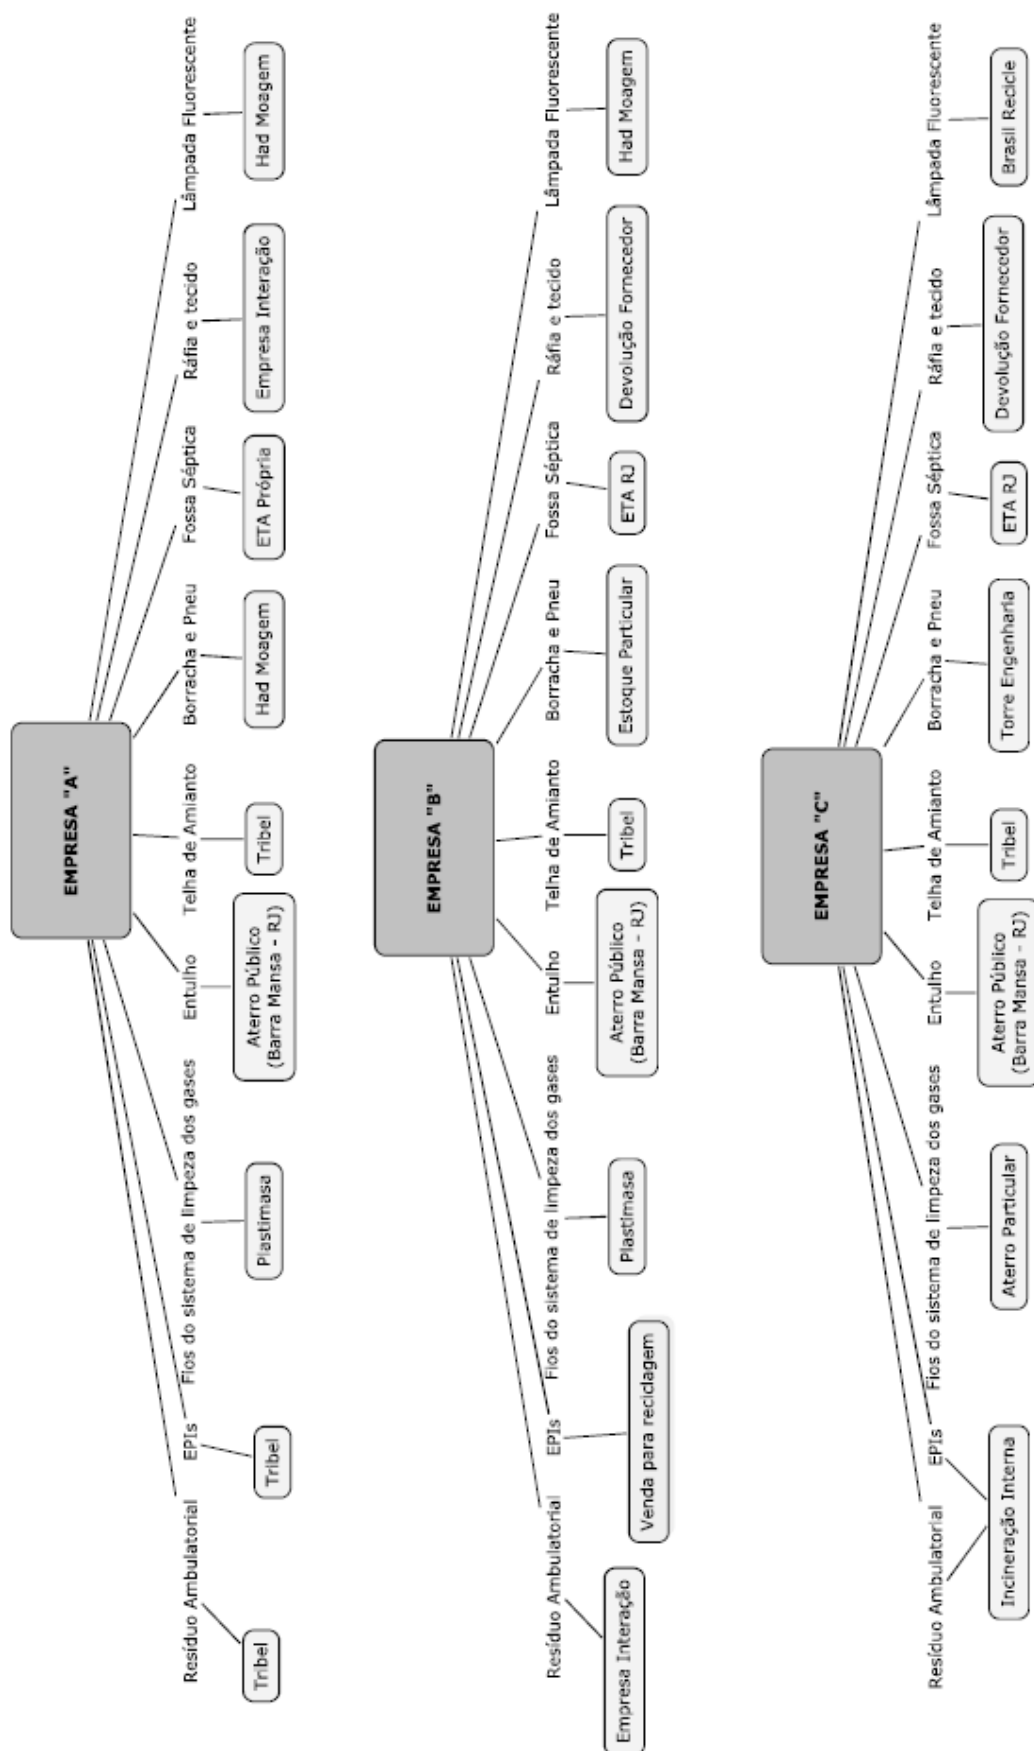 EMPRESA "A"
Resíduo Ambulatorial
EPIs
Fios do sistema de limpeza dos gases
Entulho
Telha de Amianto
Borracha e Pneu
Fossa Séptica
Ráfia e tecido
Lâmpada Fluorescente
Tribel
Tribel
Plastimasa
Aterro Público
(Barra Mansa - RJ)
Tribel
Had Moagem
ETA Própria
Empresa Interação
Had Moagem
EMPRESA "B"
Resíduo Ambulatorial
EPIs
Fios do sistema de limpeza dos gases
Entulho
Telha de Amianto
Borracha e Pneu
Fossa Séptica
Ráfia e tecido
Lâmpada Fluorescente
Empresa Interação
Venda para reciclagem
Plastimasa
Aterro Público
(Barra Mansa - RJ)
Tribel
Estoque Particular
ETA RJ
Devolução Fornecedor
Had Moagem
EMPRESA "C"
Resíduo Ambulatorial
EPIs
Fios do sistema de limpeza dos gases
Entulho
Telha de Amianto
Borracha e Pneu
Fossa Séptica
Ráfia e tecido
Lâmpada Fluorescente
Incineração Interna
Aterro Particular
Aterro Público
(Barra Mansa - RJ)
Tribel
Torre Engenharia
ETA RJ
Devolução Fornecedor
Brasil Recicle